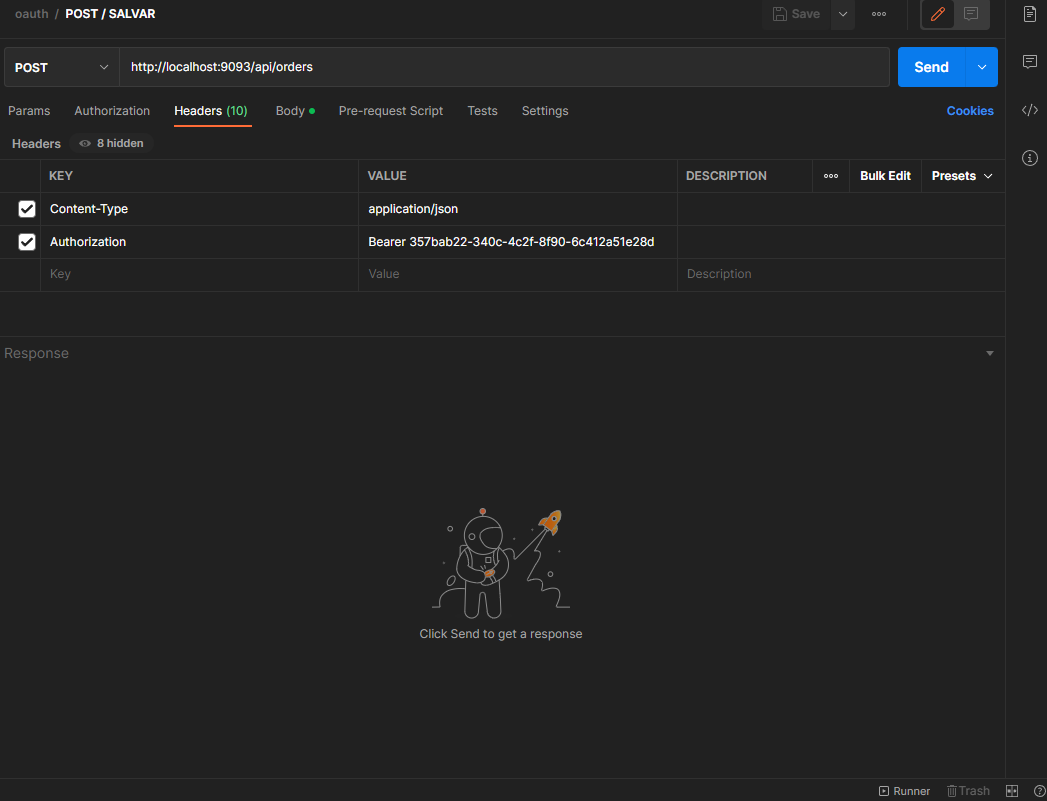 oauth / POST / SALVAR
Save
POST
http://localhost:9093/api/orders
Send
Params Authorization Headers (10) Body Pre-request Script Tests Settings Cookies
Headers 8 hidden
KEY VALUE DESCRIPTION Bulk Edit Presets
Content-Type application/json
Authorization Bearer 357bab22-340c-4c2f-8f90-6c412a51e28d
Key Value Description
Response
Click Send to get a response
Runner Trash